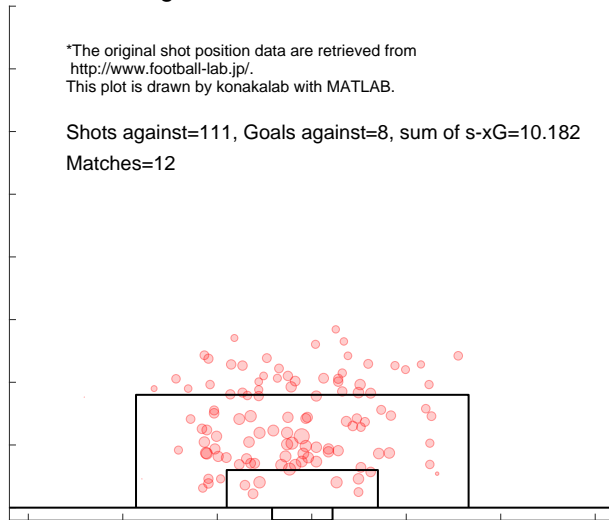 *The original shot position data are retrieved from
http://www.football-lab.jp/.
This plot is drawn by konakalab with MATLAB.
Shots against=111, Goals against=8, sum of s-xG=10.182
Matches=12